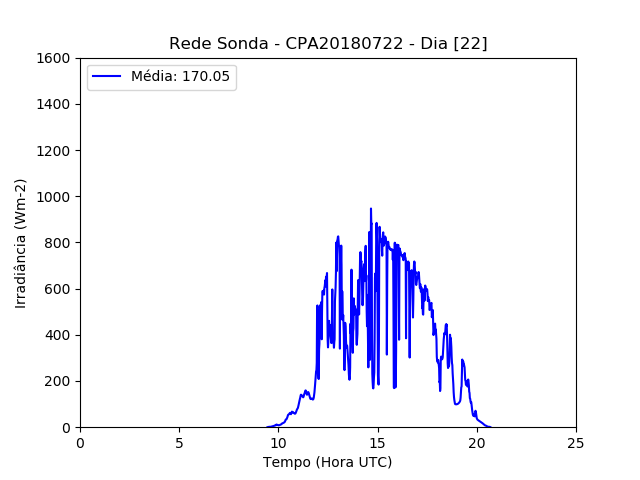 Rede Sonda - CPA20180722 - Dia [22]
Média: 170.05
Irradiância (Wm-2)
1600
1400
1200
1000
800
600
400
200
0
0 5 10 15 20 25
Tempo (Hora UTC)